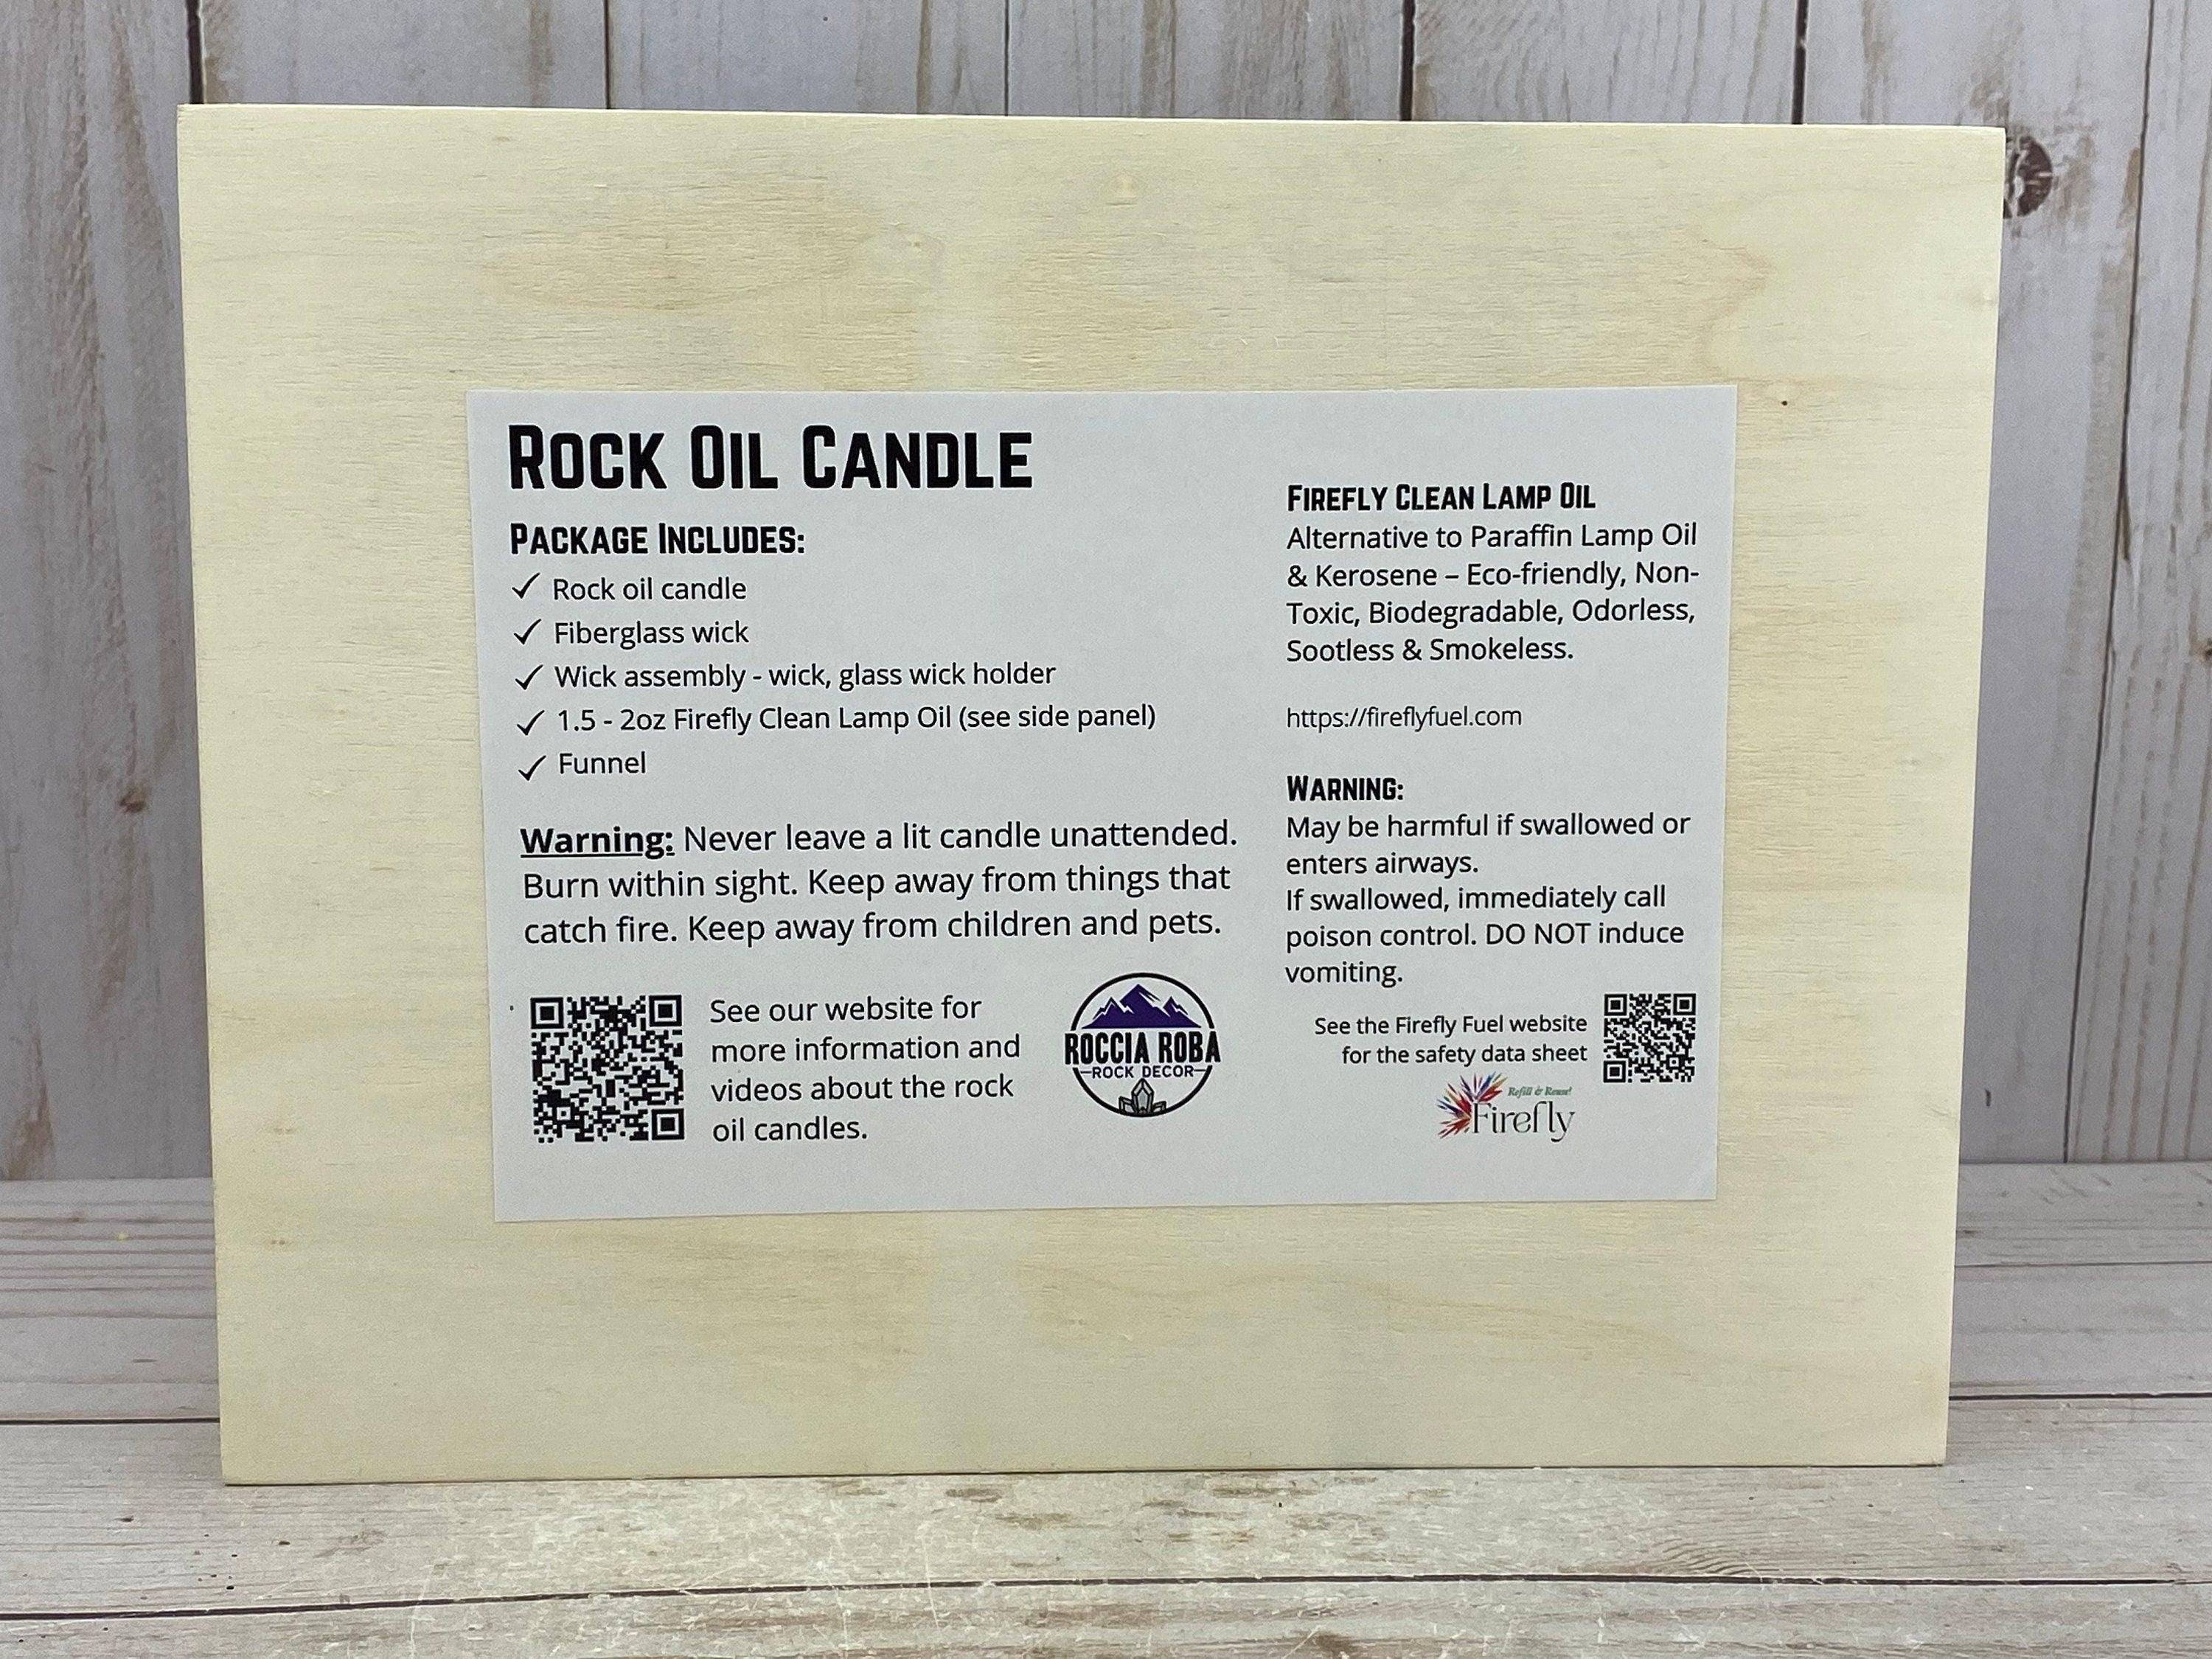 ROCK OIL CANDLE
PACKAGE INCLUDES:
✓ Rock oil candle
✓ Fiberglass wick
✓ Wick assembly - wick, glass wick holder
✓ 1.5 - 2oz Firefly Clean Lamp Oil (see side panel)
✓ Funnel
Warning: Never leave a lit candle unattended.
Burn within sight. Keep away from things that
catch fire. Keep away from children and pets.
See our website for
more information and
videos about the rock
oil candles.
ROCCIA ROBA
ROCK DECOR
FIREFLY CLEAN LAMP OIL
Alternative to Paraffin Lamp Oil
& Kerosene – Eco-friendly, Non-
Toxic, Biodegradable, Odorless,
Sootless & Smokeless.
https://fireflyfuel.com
WARNING:
May be harmful if swallowed or
enters airways.
If swallowed, immediately call
poison control. DO NOT induce
vomiting.
See the Firefly Fuel website
for the safety data sheet
Refill & Reuse!
Firefly